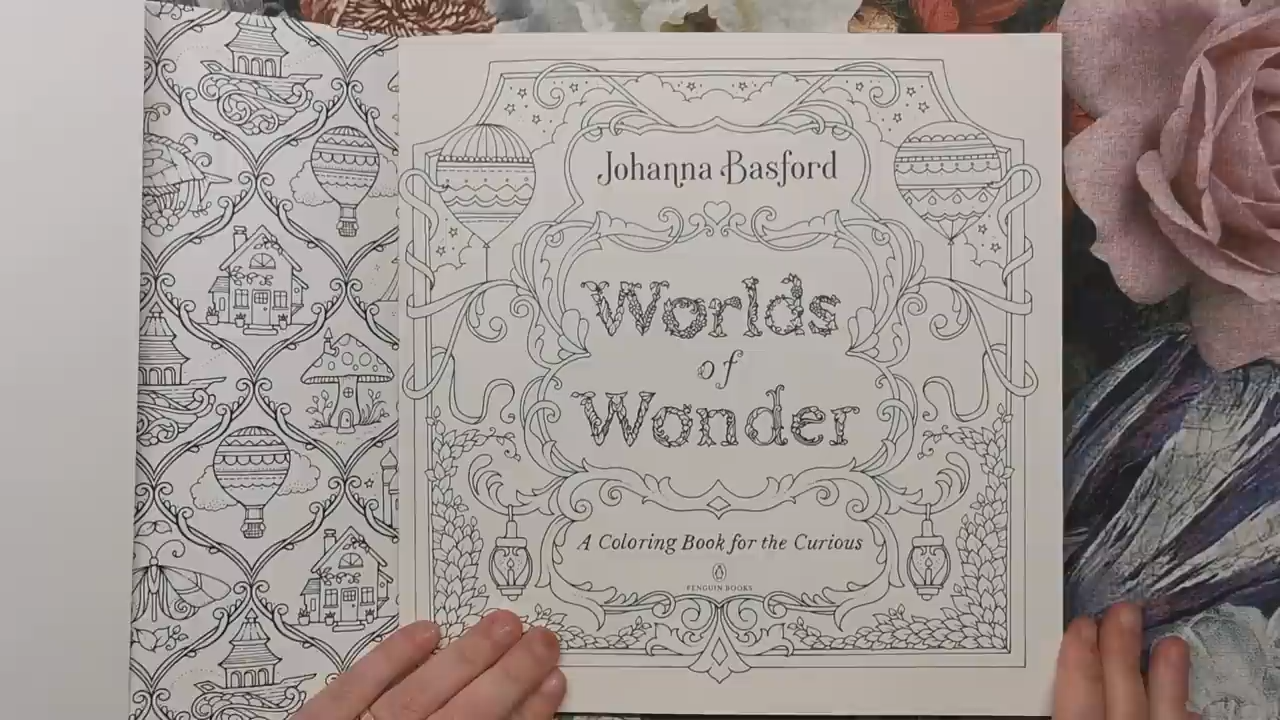 Johanna Basford
Worlds
of
Wonder
A Coloring Book for the Curious
PENGUIN BOOKS